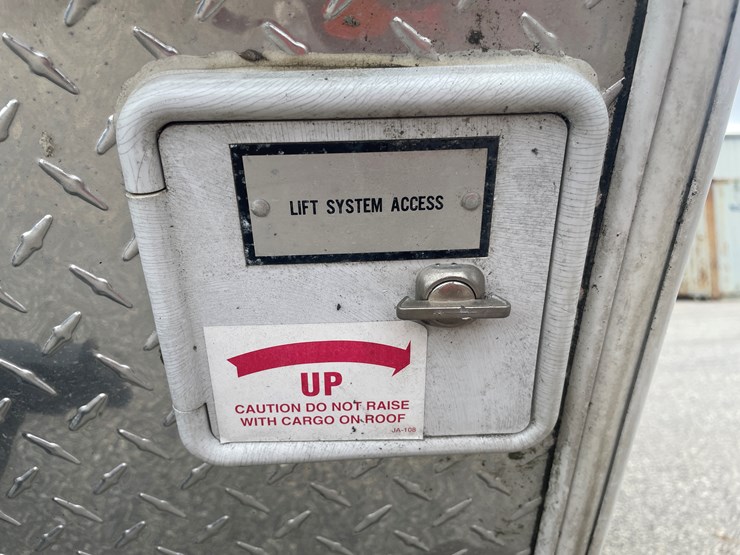 LIFT SYSTEM ACCESS
UP
CAUTION DO NOT RAISE
WITH CARGO ON ROOF
JA-108